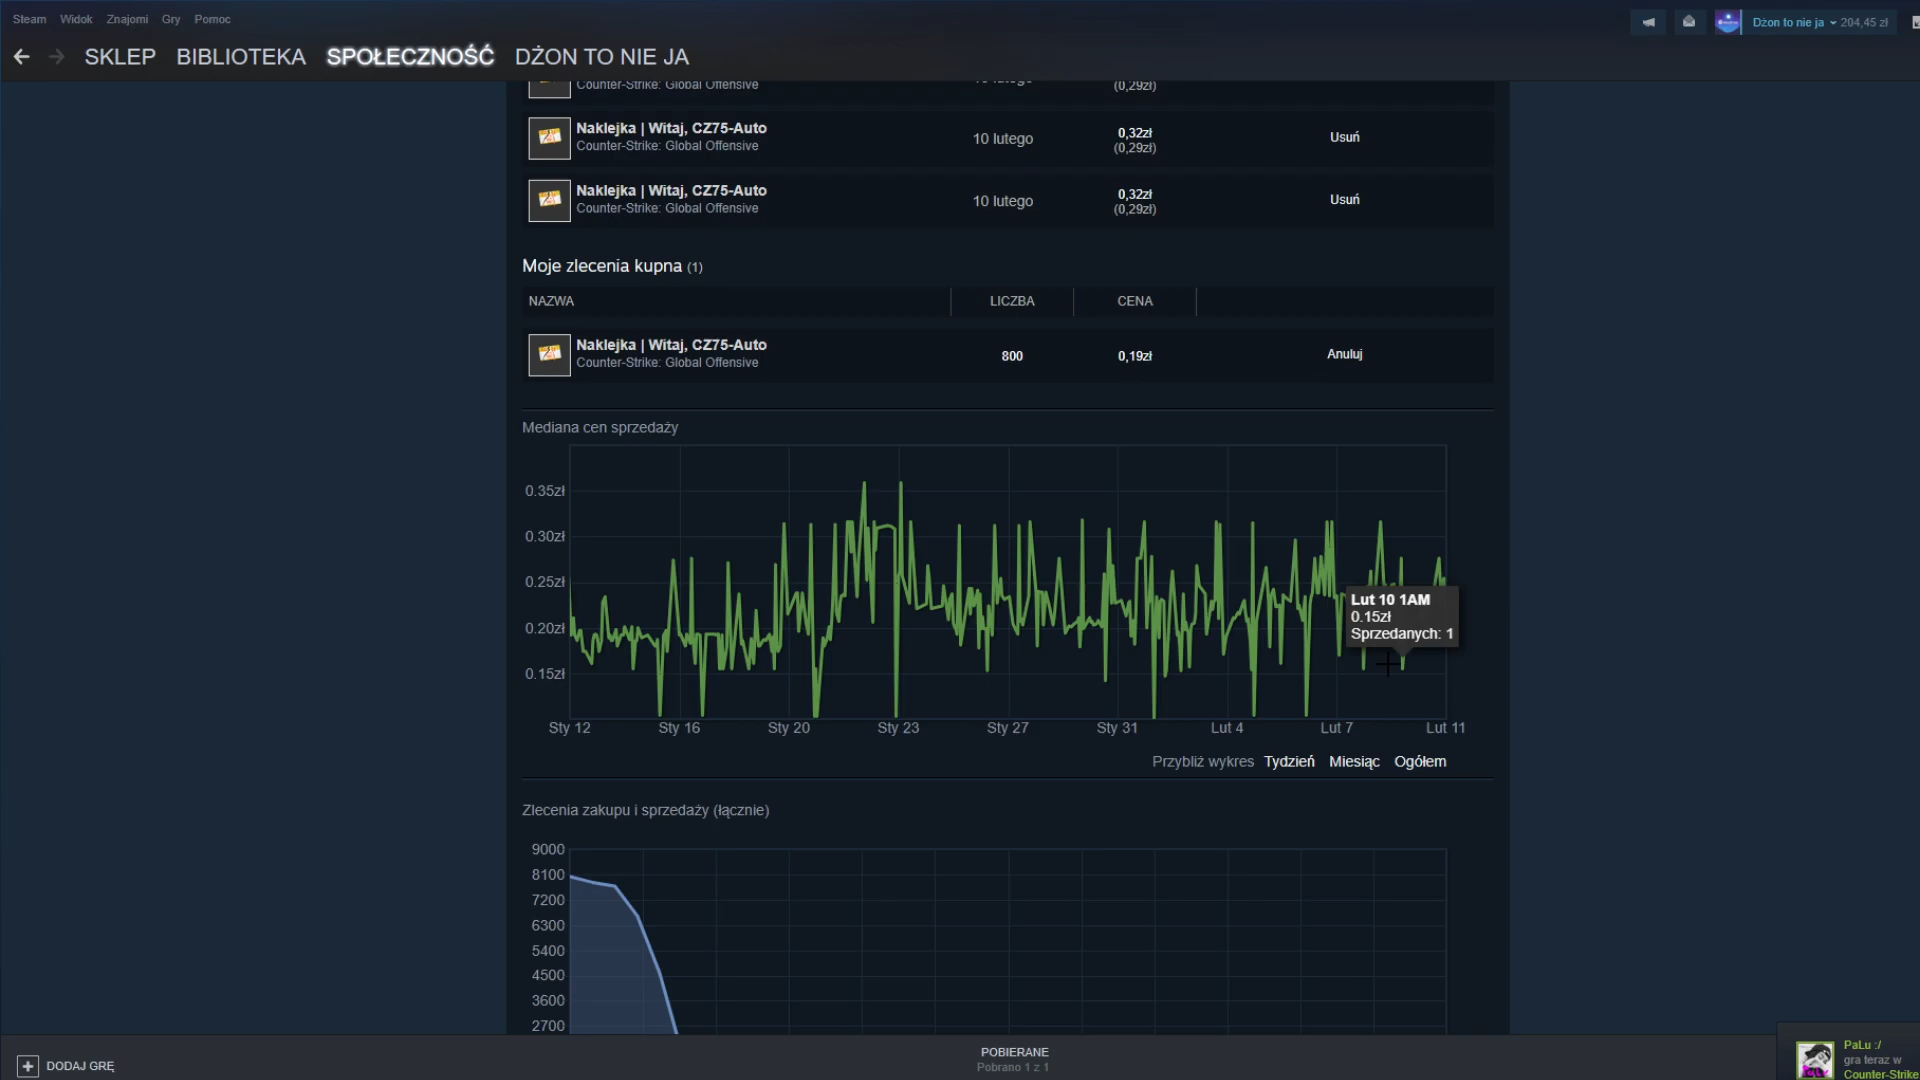 Steam Widok Znajomi Gry Pomoc
Dżon to nie ja 204,45 zł
SKLEP BIBLIOTEKA SPOŁECZNOŚĆ DŻON TO NIE JA
Counter-Strike: Global Offensive
(0,29zł)
Naklejka | Witaj, CZ75-Auto
Counter-Strike: Global Offensive
10 lutego
0,32zł
(0,29zł)
Usuń
Naklejka | Witaj, CZ75-Auto
Counter-Strike: Global Offensive
10 lutego
0,32zł
(0,29zł)
Usuń
Moje zlecenia kupna (1)
NAZWA LICZBA CENA
Naklejka | Witaj, CZ75-Auto
Counter-Strike: Global Offensive
800
0,19zł
Anuluj
Mediana cen sprzedaży
0.35zł
0.30zł
0.25zł
0.20zł
0.15zł
Lut 10 1AM
0.15zł
Sprzedanych: 1
Sty 12 Sty 16 Sty 20 Sty 23 Sty 27 Sty 31 Lut 4 Lut 7 Lut 11
Przybliż wykres Tydzień Miesiąc Ogółem
Zlecenia zakupu i sprzedaży (łącznie)
9000
8100
7200
6300
5400
4500
3600
2700
DODAJ GRĘ
POBIERANE
Pobrano 1 z 1
PaLu :/
gra teraz w
Counter-Strike